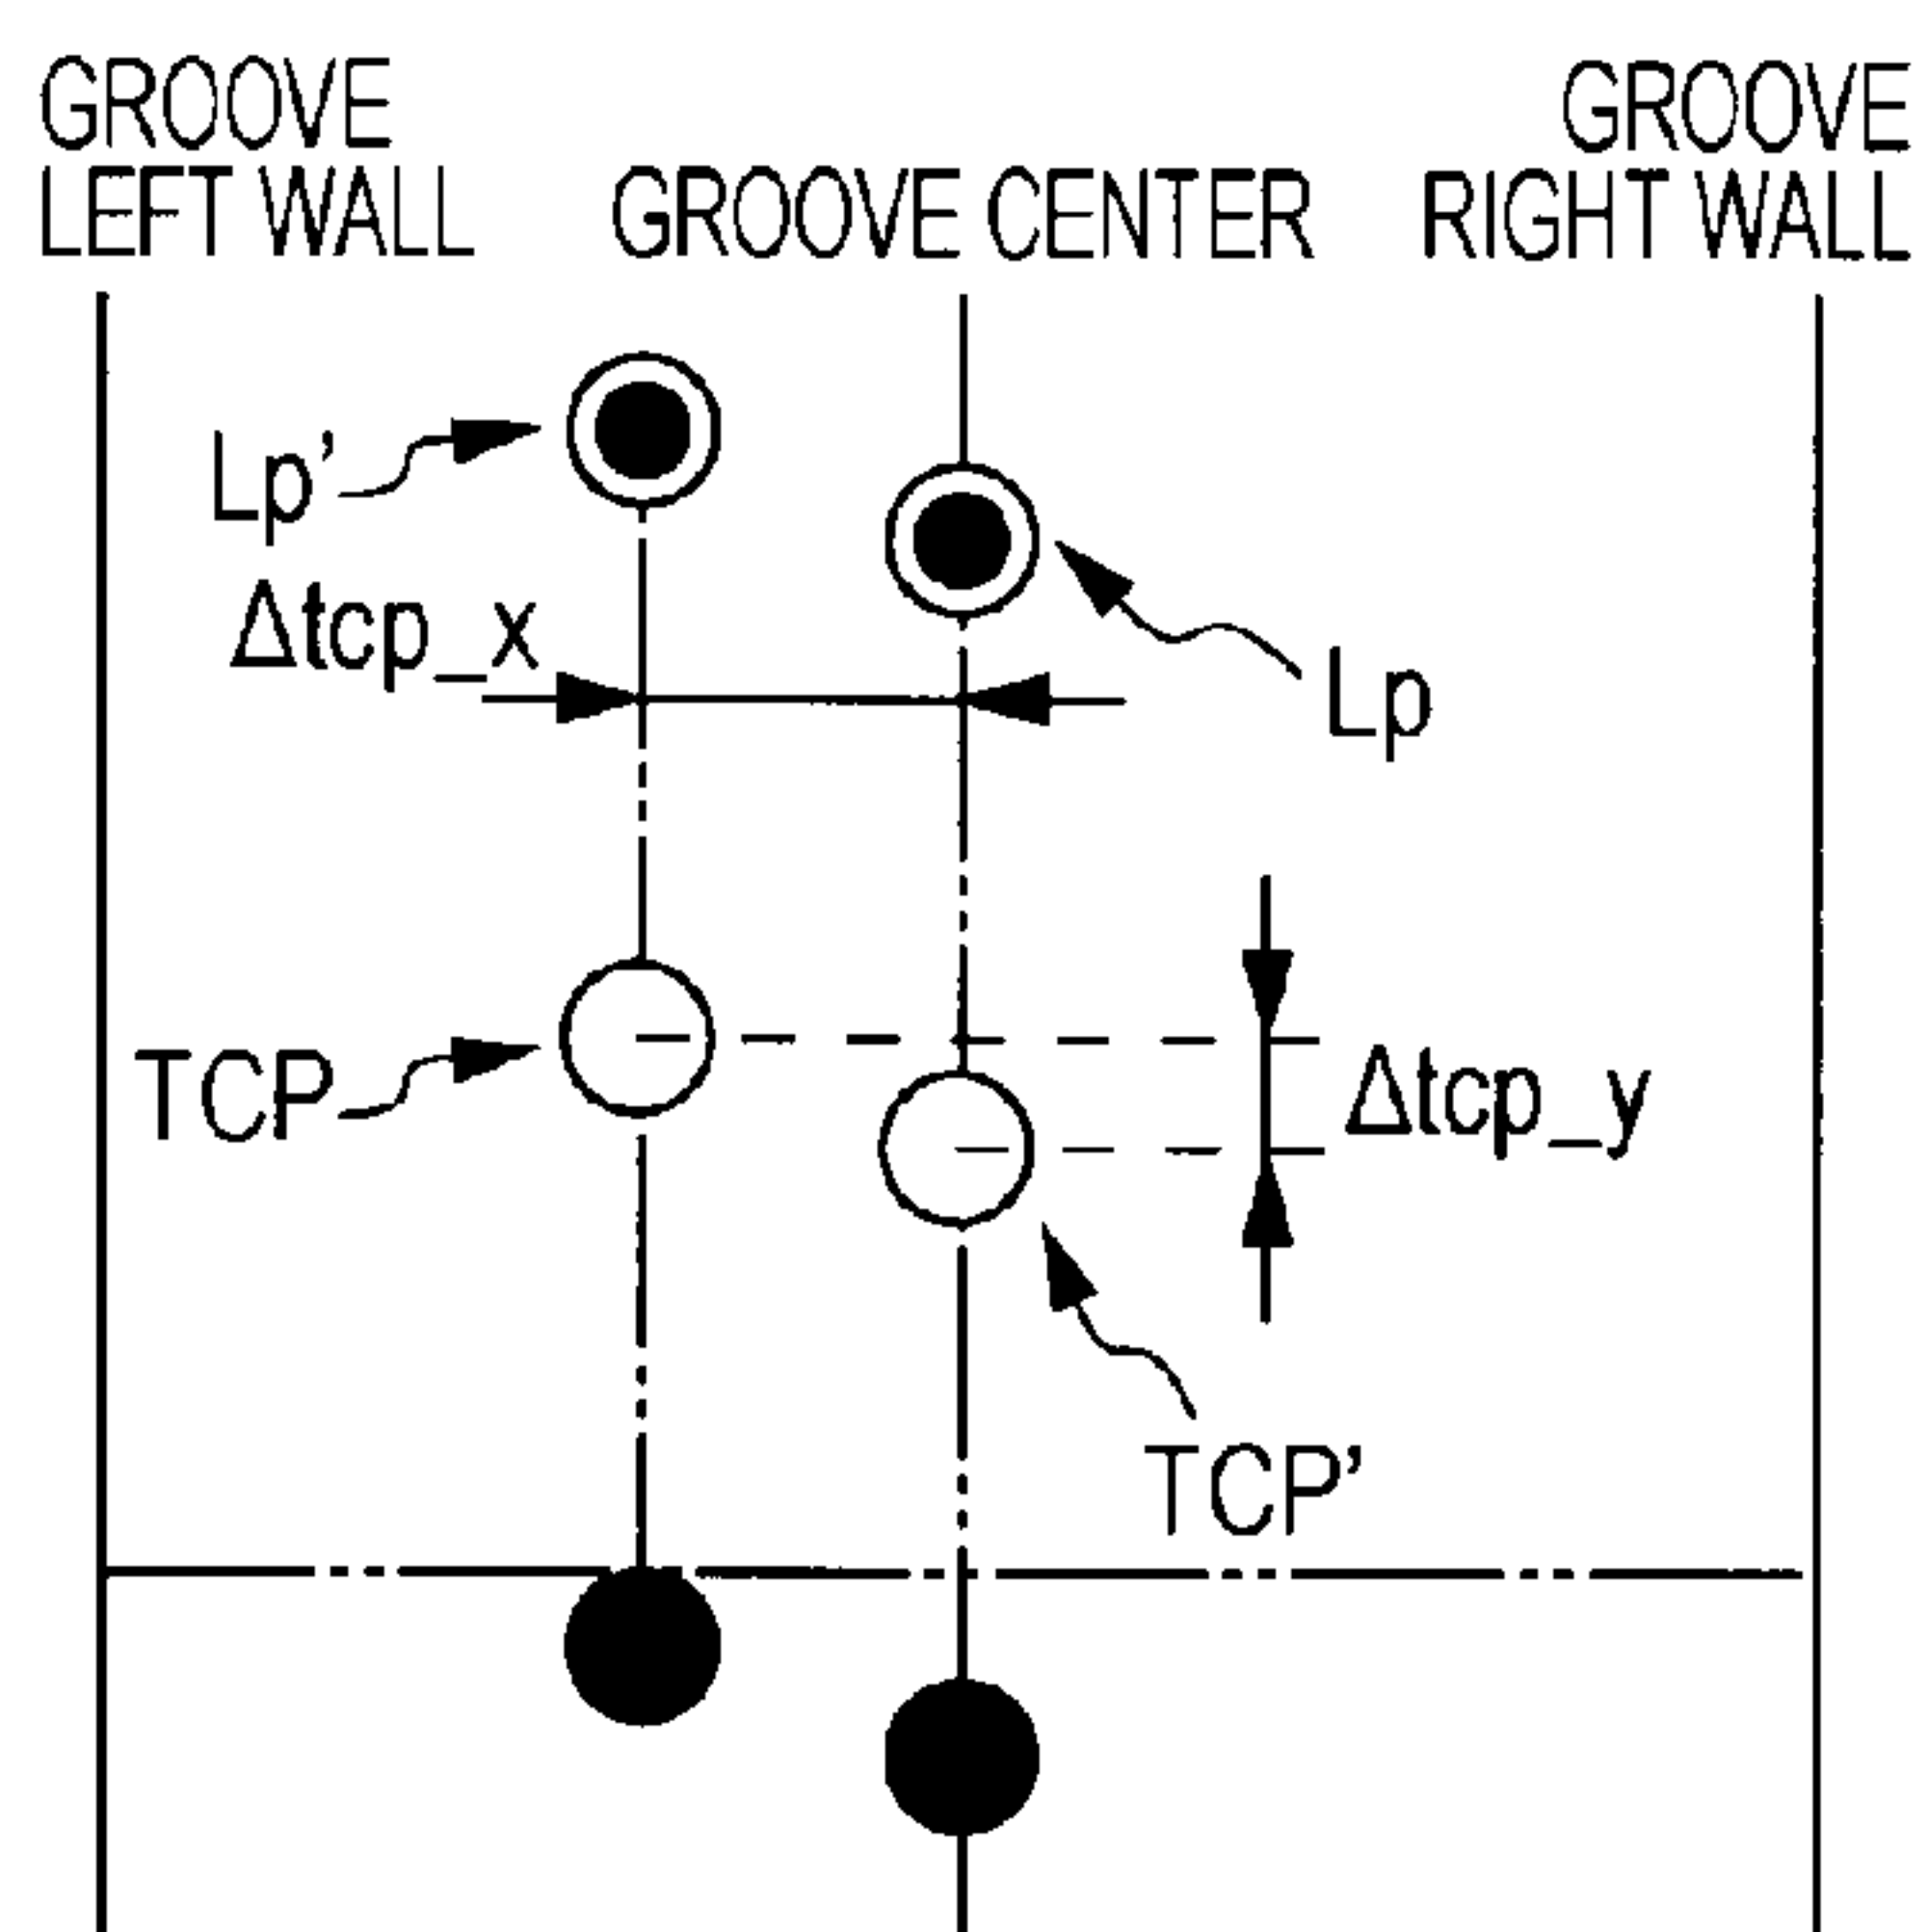 GROOVE
LEFT WALL
GROOVE CENTER
GROOVE
RIGHT WALL
Lp’
Δtcp_x
Lp
TCP
Δtcp_y
TCP’